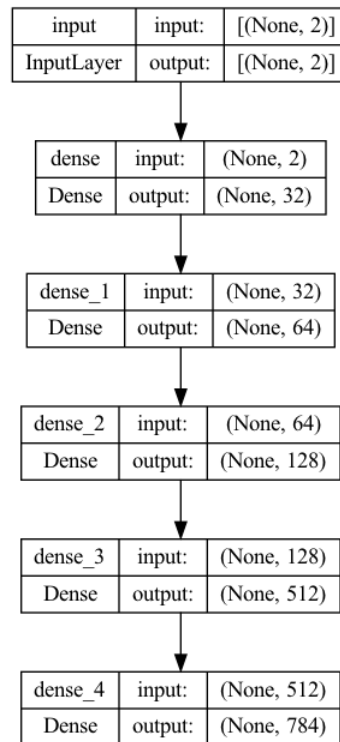 input input: [(None, 2)]
InputLayer output: [(None, 2)]
dense input: (None, 2)
Dense output: (None, 32)
dense_1 input: (None, 32)
Dense output: (None, 64)
dense_2 input: (None, 64)
Dense output: (None, 128)
dense_3 input: (None, 128)
Dense output: (None, 512)
dense_4 input: (None, 512)
Dense output: (None, 784)